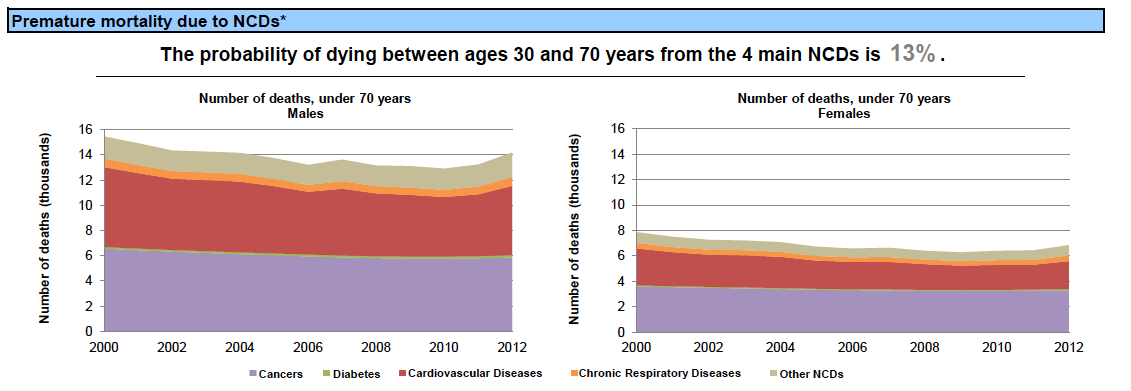 Premature mortality due to NCDs*
The probability of dying between ages 30 and 70 years from the 4 main NCDs is 13% .
Number of deaths, under 70 years
Males
Number of deaths (thousands)
16
14
12
10
8
6
4
2
0
2000 2002 2004 2006 2008 2010 2012
Number of deaths, under 70 years
Females
Number of deaths (thousands)
16
14
12
10
8
6
4
2
0
2000 2002 2004 2006 2008 2010 2012
Cancers Diabetes Cardiovascular Diseases Chronic Respiratory Diseases Other NCDs